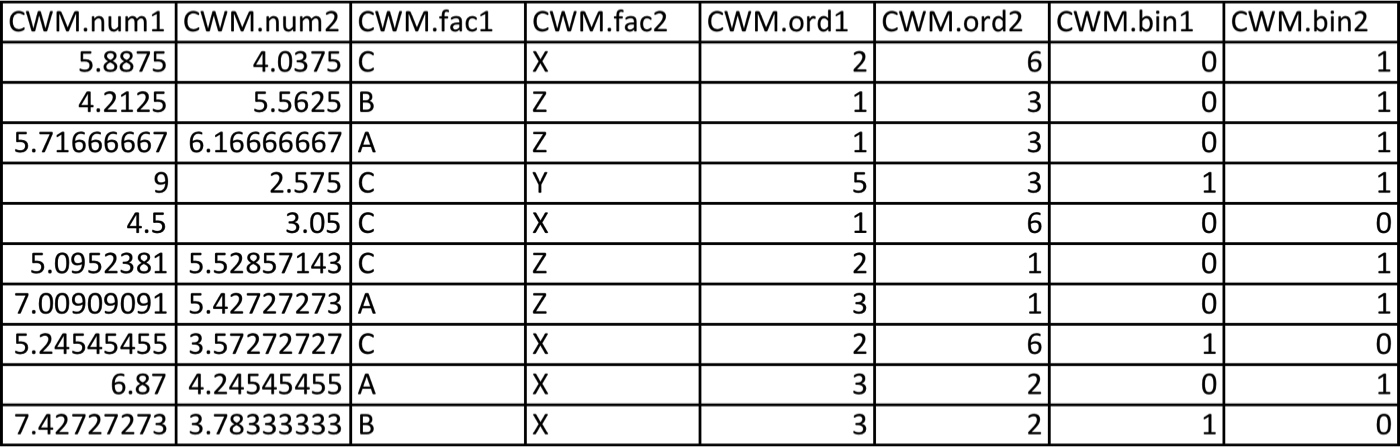 CWM.num1 CWM.num2 CWM.fac1 CWM.fac2 CWM.ord1 CWM.ord2 CWM.bin1 CWM.bin2
5.8875 4.0375 C X 2 6 0 1
4.2125 5.5625 B Z 1 3 0 1
5.71666667 6.16666667 A Z 1 3 0 1
9 2.575 C Y 5 3 1 1
4.5 3.05 C X 1 6 0 0
5.0952381 5.52857143 C Z 2 1 0 1
7.00909091 5.42727273 A Z 3 1 0 1
5.24545455 3.57272727 C X 2 6 1 0
6.87 4.24545455 A X 3 2 0 1
7.42727273 3.78333333 B X 3 2 1 0